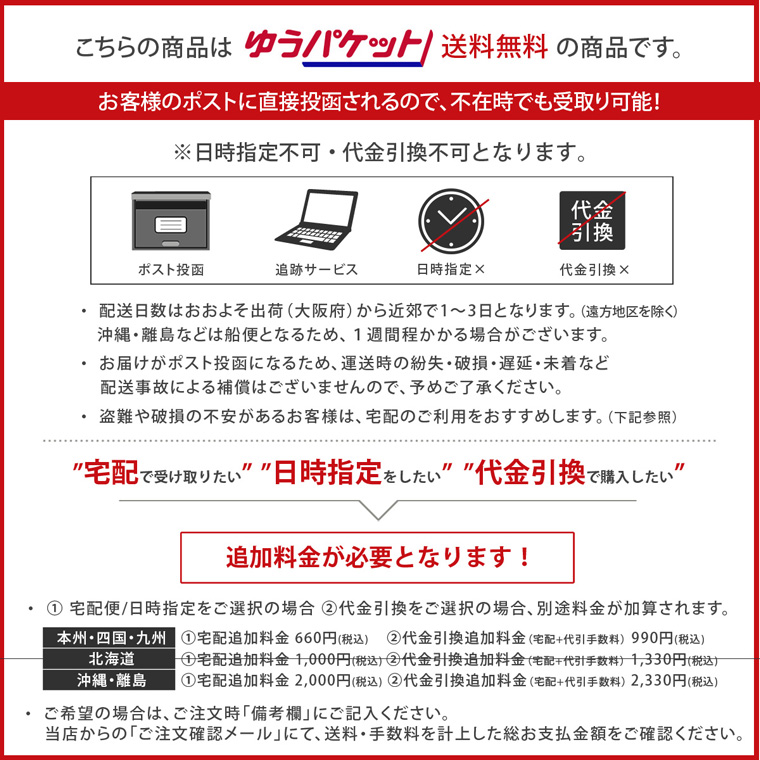 こちらの商品は ゆうパケット 送料無料 の商品です。
お客様のポストに直接投函されるので、不在時でも受取り可能!
※日時指定不可・代金引換不可となります。
代金
引換
ポスト投函 追跡サービス 日時指定× 代金引換×
・ 配送日数はおおよそ出荷(大阪府)から近郊で1～3日となります。(遠方地区を除く)
沖縄・離島などは船便となるため、1週間程かかる場合がございます。
・ お届けがポスト投函になるため、運送時の紛失・破損・遅延・未着など
配送事故による補償はございませんので、予めご了承ください。
・ 盗難や破損の不安があるお客様は、宅配のご利用をおすすめします。(下記参照)
"宅配で受け取りたい" "日時指定をしたい" "代金引換で購入したい"
追加料金が必要となります!
・ ① 宅配便/日時指定をご選択の場合 ②代金引換をご選択の場合、別途料金が加算されます。
本州・四国・九州 ①宅配追加料金 660円(税込) ②代金引換追加料金(宅配+代引手数料) 990円(税込)
北海道 ①宅配追加料金 1,000円(税込) ②代金引換追加料金(宅配+代引手数料) 1,330円(税込)
沖縄・離島 ①宅配追加料金 2,000円(税込) ②代金引換追加料金(宅配+代引手数料) 2,330円(税込)
・ ご希望の場合は、ご注文時「備考欄」にご記入ください。
当店からの「ご注文確認メール」にて、送料・手数料を計上した総お支払金額をご確認ください。